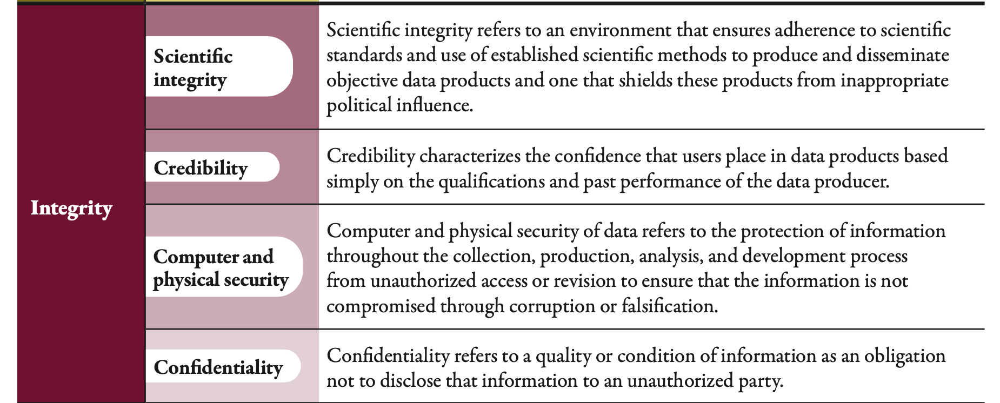 Integrity
Scientific
integrity
Scientific integrity refers to an environment that ensures adherence to scientific
standards and use of established scientific methods to produce and disseminate
objective data products and one that shields these products from inappropriate
political influence.
Credibility
Credibility characterizes the confidence that users place in data products based
simply on the qualifications and past performance of the data producer.
Computer and
physical security
Computer and physical security of data refers to the protection of information
throughout the collection, production, analysis, and development process
from unauthorized access or revision to ensure that the information is not
compromised through corruption or falsification.
Confidentiality
Confidentiality refers to a quality or condition of information as an obligation
not to disclose that information to an unauthorized party.